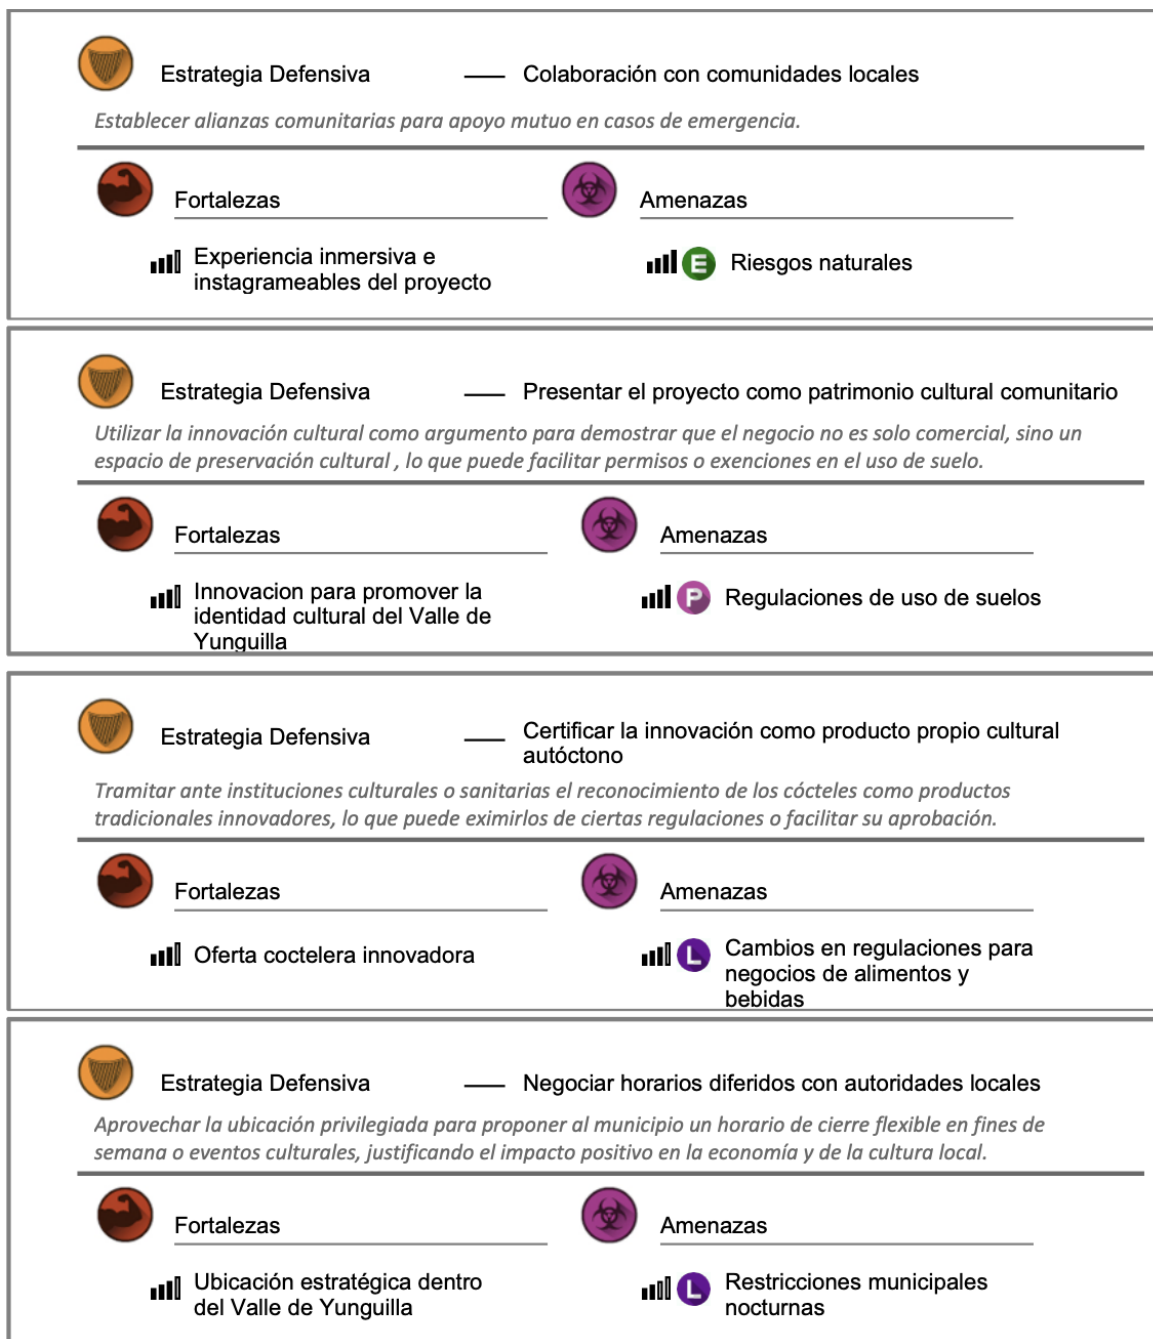 Estrategia Defensiva — Colaboración con comunidades locales
Establecer alianzas comunitarias para apoyo mutuo en casos de emergencia.
Fortalezas
Amenazas
Experiencia inmersiva e
instagrameables del proyecto
E Riesgos naturales
Estrategia Defensiva — Presentar el proyecto como patrimonio cultural comunitario
Utilizar la innovación cultural como argumento para demostrar que el negocio no es solo comercial, sino un
espacio de preservación cultural , lo que puede facilitar permisos o exenciones en el uso de suelo.
Fortalezas
Amenazas
Innovacion para promover la
identidad cultural del Valle de
Yunguilla
P Regulaciones de uso de suelos
Estrategia Defensiva — Certificar la innovación como producto propio cultural
autóctono
Tramitar ante instituciones culturales o sanitarias el reconocimiento de los cócteles como productos
tradicionales innovadores, lo que puede eximirlos de ciertas regulaciones o facilitar su aprobación.
Fortalezas
Amenazas
Oferta coctelera innovadora
L Cambios en regulaciones para
negocios de alimentos y
bebidas
Estrategia Defensiva — Negociar horarios diferidos con autoridades locales
Aprovechar la ubicación privilegiada para proponer al municipio un horario de cierre flexible en fines de
semana o eventos culturales, justificando el impacto positivo en la economía y de la cultura local.
Fortalezas
Amenazas
Ubicación estratégica dentro
del Valle de Yunguilla
L Restricciones municipales
nocturnas